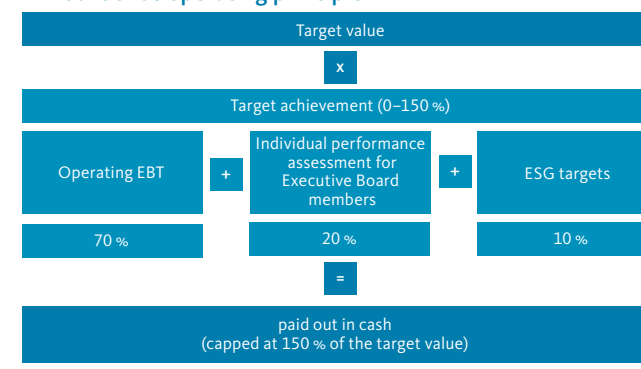 Target value
x
Target achievement (0–150 %)
Operating EBT
+
Individual performance
assessment for
Executive Board
members
+
ESG targets
70 %
20 %
10 %
=
paid out in cash
(capped at 150 % of the target value)